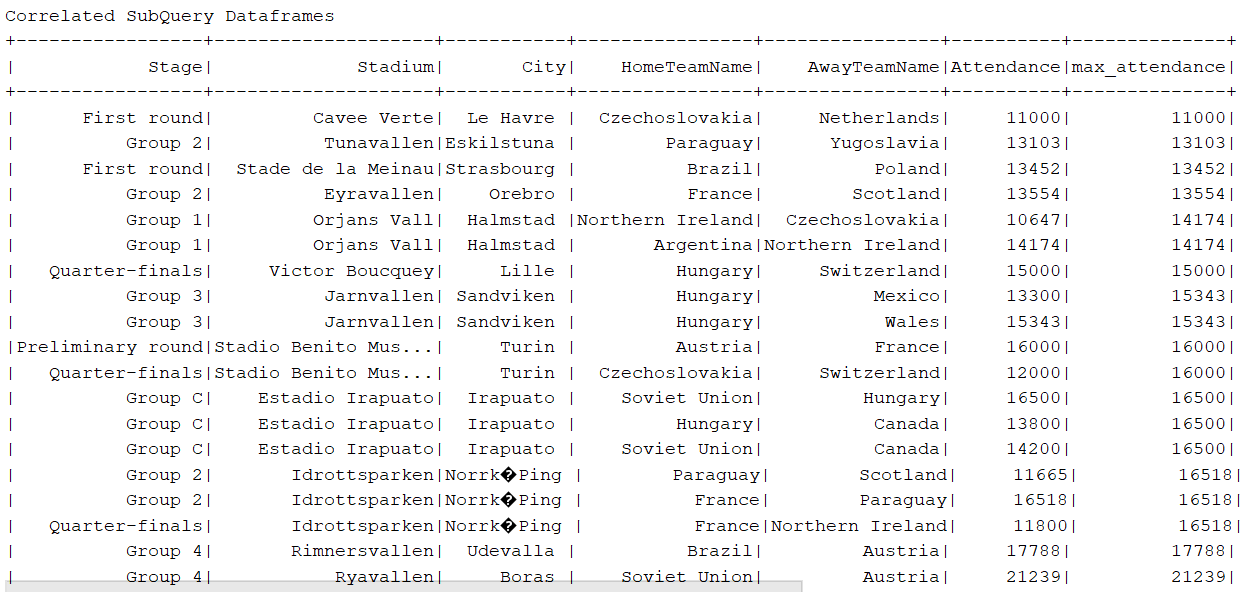 Correlated SubQuery Dataframes
+-----------------+--------------------+-----------+----------------+----------------+----------+--------------+
|            Stage|             Stadium|       City|    HomeTeamName|    AwayTeamName|Attendance|max_attendance|
+-----------------+--------------------+-----------+----------------+----------------+----------+--------------+
|      First round|         Cavee Verte|  Le Havre |  Czechoslovakia|     Netherlands|     11000|         11000|
|          Group 2|          Tunavallen|Eskilstuna |        Paraguay|      Yugoslavia|     13103|         13103|
|      First round|  Stade de la Meinau|Strasbourg |          Brazil|          Poland|     13452|         13452|
|          Group 2|          Eyravallen|    Orebro |          France|        Scotland|     13554|         13554|
|          Group 1|         Orjans Vall|  Halmstad |Northern Ireland|  Czechoslovakia|     10647|         14174|
|          Group 1|         Orjans Vall|  Halmstad |       Argentina|Northern Ireland|     14174|         14174|
|   Quarter-finals|     Victor Boucquey|     Lille |         Hungary|     Switzerland|     15000|         15000|
|          Group 3|          Jarnvallen| Sandviken |         Hungary|          Mexico|     13300|         15343|
|          Group 3|          Jarnvallen| Sandviken |         Hungary|           Wales|     15343|         15343|
|Preliminary round|Stadio Benito Mus...|     Turin |         Austria|          France|     16000|         16000|
|   Quarter-finals|Stadio Benito Mus...|     Turin |  Czechoslovakia|     Switzerland|     12000|         16000|
|          Group C|    Estadio Irapuato|  Irapuato |    Soviet Union|         Hungary|     16500|         16500|
|          Group C|    Estadio Irapuato|  Irapuato |         Hungary|          Canada|     13800|         16500|
|          Group C|    Estadio Irapuato|  Irapuato |    Soviet Union|          Canada|     14200|         16500|
|          Group 2|       Idrottsparken|Norrk�Ping |        Paraguay|        Scotland|     11665|         16518|
|          Group 2|       Idrottsparken|Norrk�Ping |          France|        Paraguay|     16518|         16518|
|   Quarter-finals|       Idrottsparken|Norrk�Ping |          France|Northern Ireland|     11800|         16518|
|          Group 4|       Rimnersvallen|  Udevalla |          Brazil|         Austria|     17788|         17788|
|          Group 4|           Ryavallen|     Boras |    Soviet Union|         Austria|     21239|         21239|